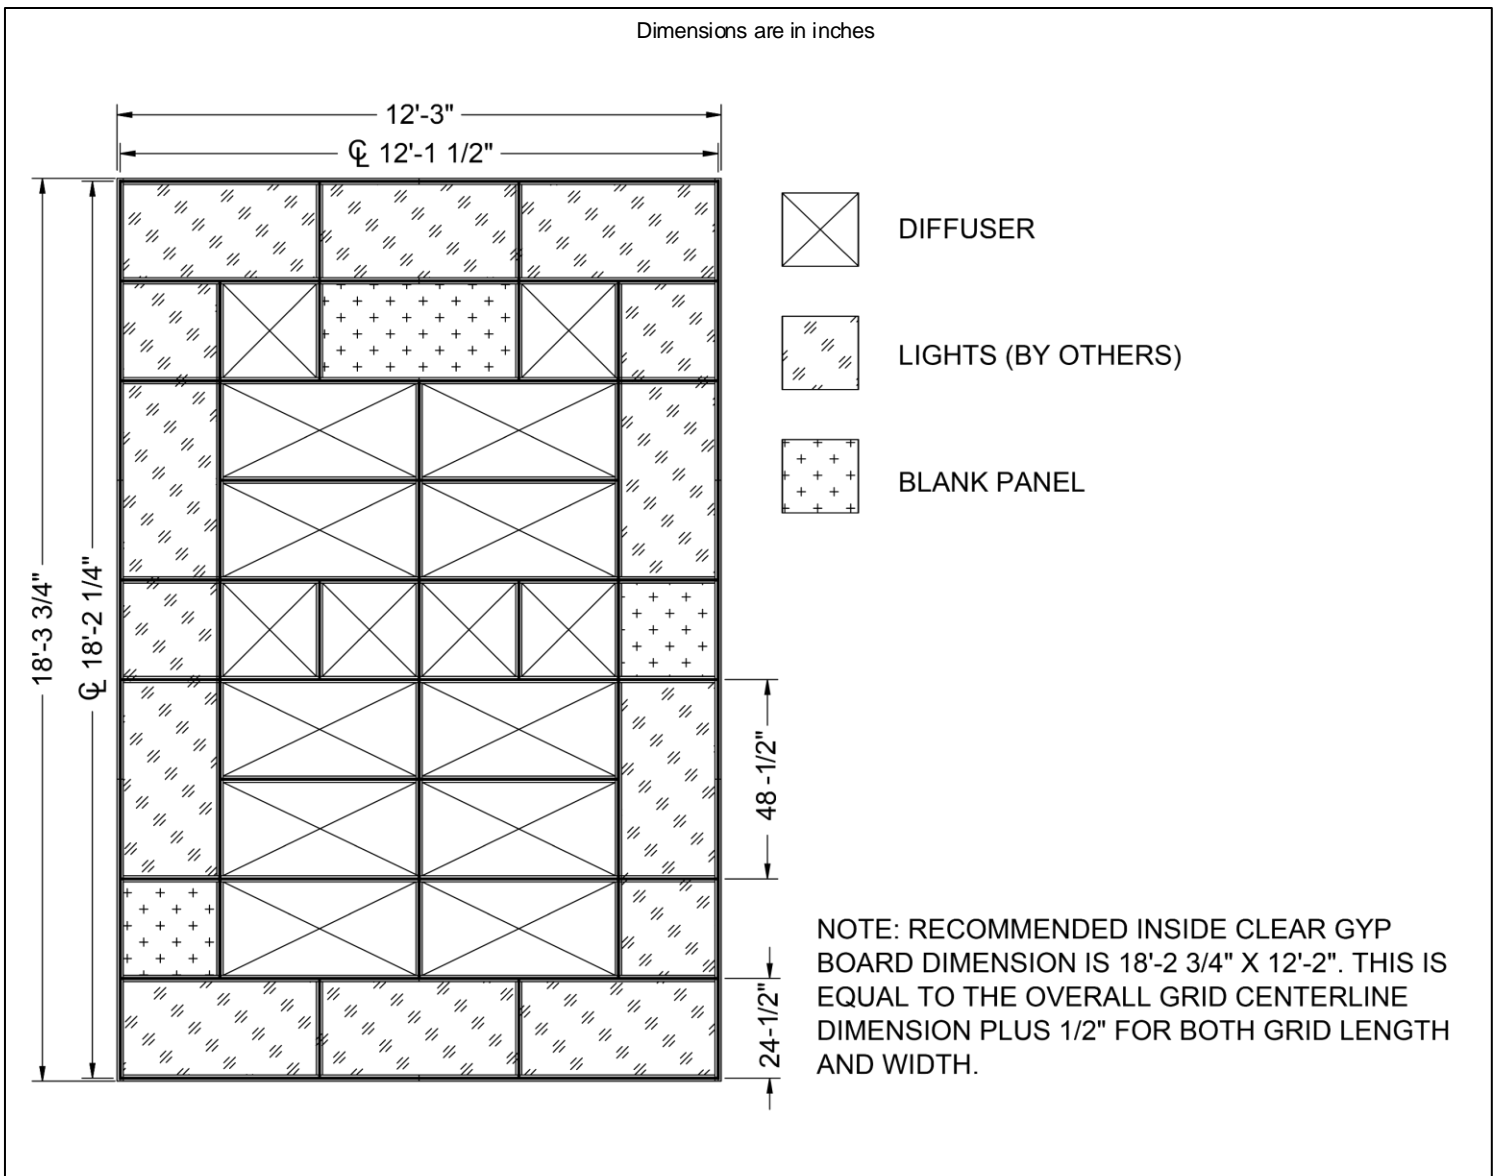 Dimensions are in inches
12'-3"
℄ 12'-1 1/2"
18'-3 3/4"
℄ 18'-2 1/4"
DIFFUSER
LIGHTS (BY OTHERS)
BLANK PANEL
48 -1/2"
24-1/2"
NOTE: RECOMMENDED INSIDE CLEAR GYP
BOARD DIMENSION IS 18'-2 3/4" X 12'-2". THIS IS
EQUAL TO THE OVERALL GRID CENTERLINE
DIMENSION PLUS 1/2" FOR BOTH GRID LENGTH
AND WIDTH.